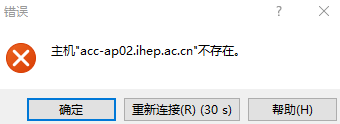 错误
主机"acc-ap02.ihep.ac.cn"不存在。
确定
重新连接(R) (30 s)
帮助(H)